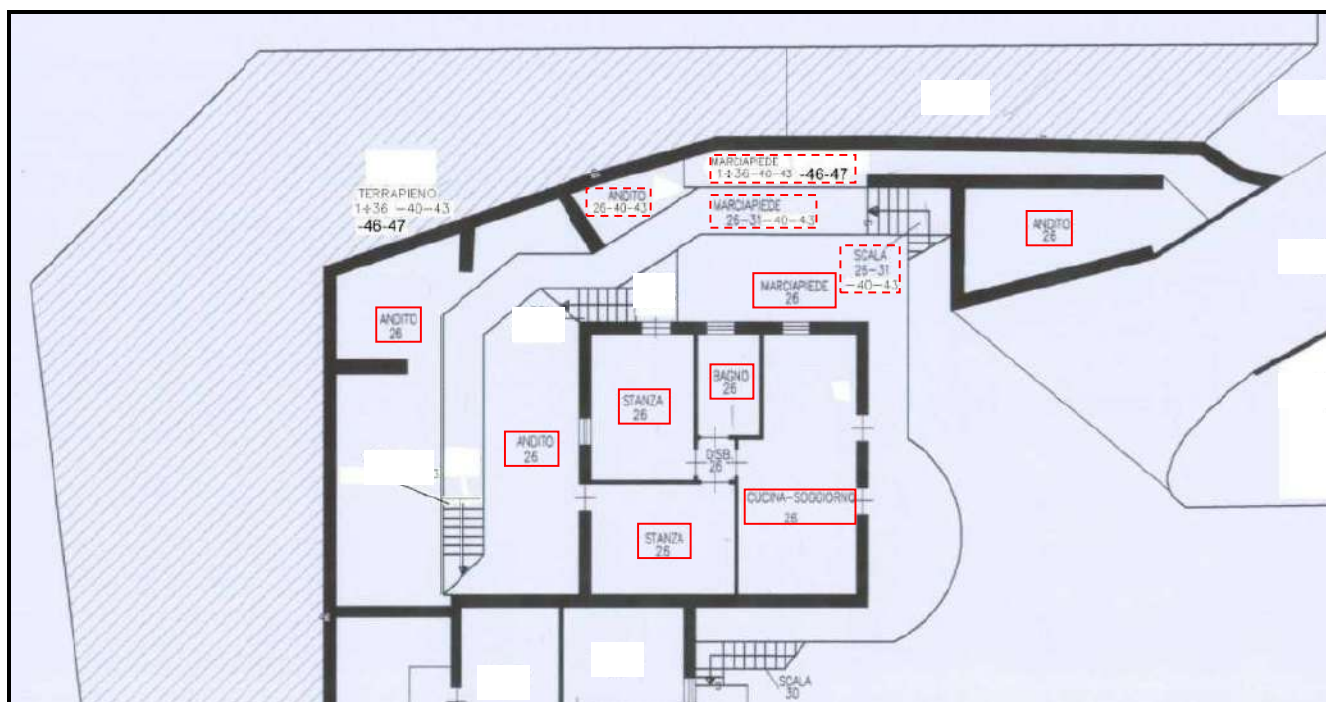 MARCIAPIEDE
1÷36 -40-43 -46-47
TERRAPIENO
1÷36 -40-43
-46-47
ANDITO
26-40-43
MARCIAPIEDE
26-31-40-43
ANDITO
26
SCALA
26-31
-40-43
MARCIAPIEDE
26
ANDITO
26
STANZA
26
BAGNO
26
ANDITO
26
DISB.
26
CUCINA-SOGGIORNO
26
STANZA
26
SCALA
30